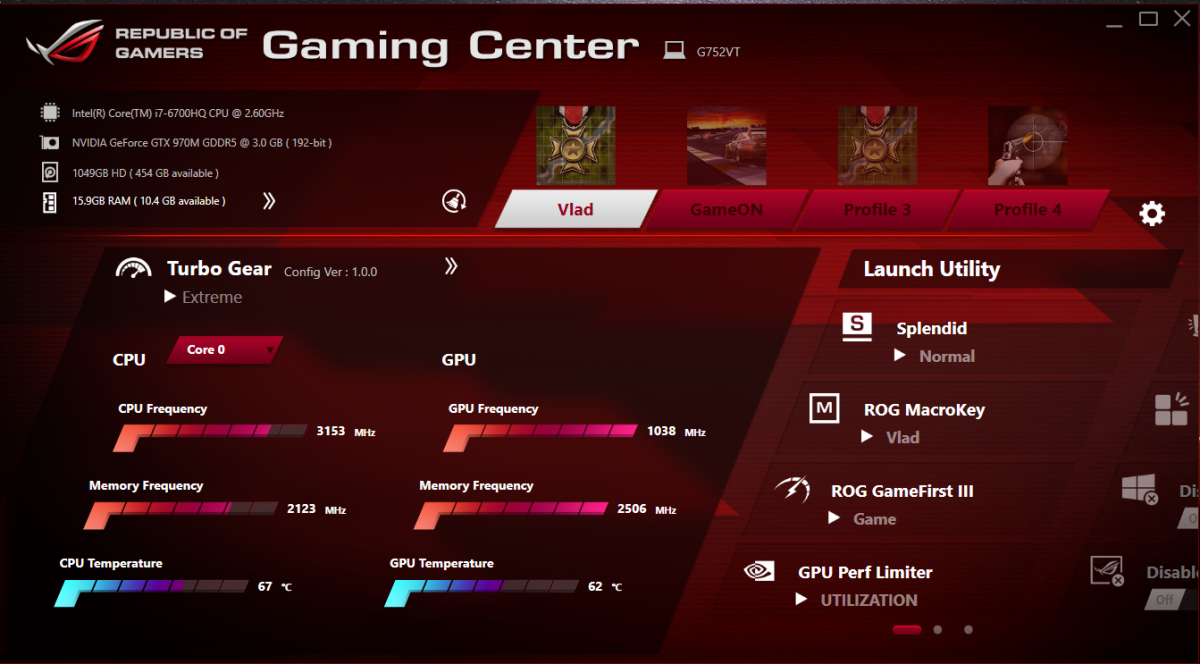 REPUBLIC OF
GAMERS
Gaming Center
G752VT
Intel(R) Core(TM) i7-6700HQ CPU @ 2.60GHz
NVIDIA GeForce GTX 970M GDDR5 @ 3.0 GB ( 192-bit )
1049GB HD ( 454 GB available )
15.9GB RAM ( 10.4 GB available )
Vlad
GameON
Profile 3
Profile 4
Turbo Gear Config Ver : 1.0.0
Extreme
CPU
Core 0
CPU Frequency
3153 MHz
Memory Frequency
2123 MHz
CPU Temperature
67 °C
GPU
GPU Frequency
1038 MHz
Memory Frequency
2506 MHz
GPU Temperature
62 °C
Launch Utility
S
Splendid
Normal
M
ROG MacroKey
Vlad
ROG GameFirst III
Game
GPU Perf Limiter
UTILIZATION
Off